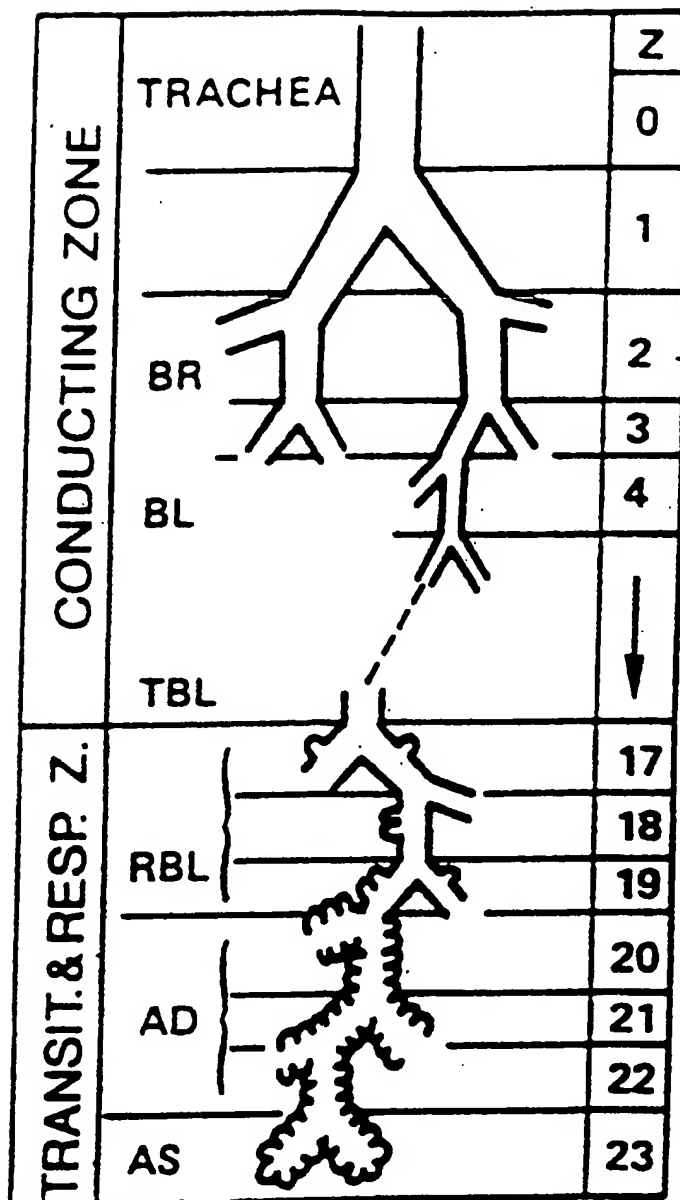 Z
TRACHEA
0
1
BR
2
3
BL
4
TBL
17
18
RBL
19
20
AD
21
22
AS
23
CONDUCTING ZONE
TRANSIT.& RESP. Z.